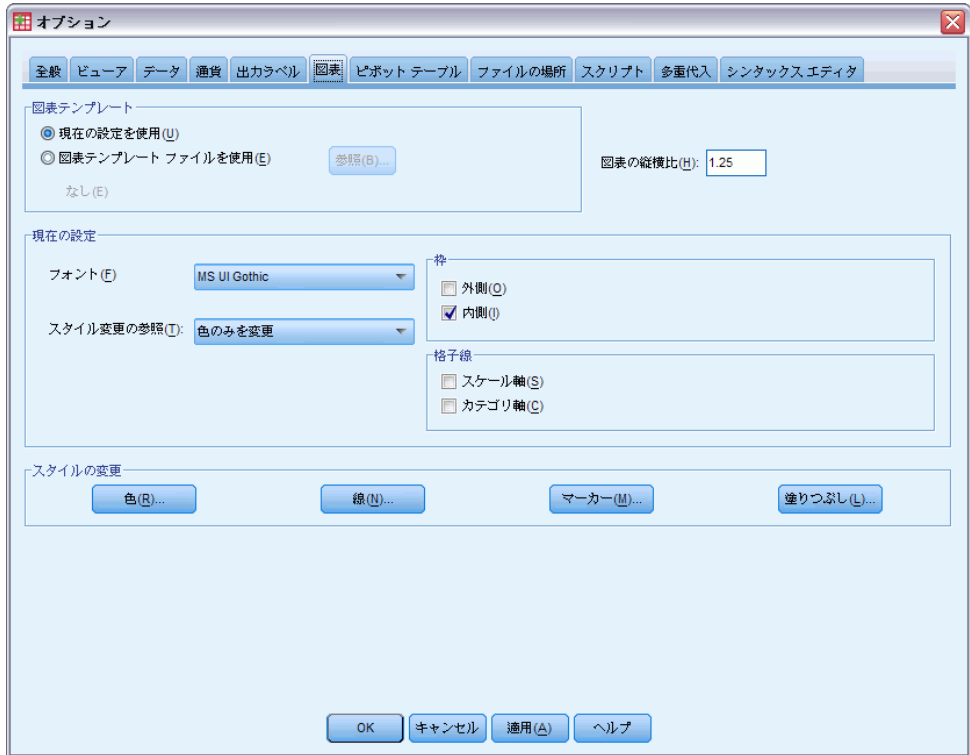 オプション
全般 ビューア データ 通貨 出力ラベル 図表 ピボット テーブル ファイルの場所 スクリプト 多重代入 シンタックス エディタ
図表テンプレート
現在の設定を使用(U)
図表テンプレート ファイルを使用(E) 参照(B)...
なし(E)
図表の縦横比(H): 1.25
現在の設定
フォント(F) MS UI Gothic
スタイル変更の参照(T): 色のみを変更
枠
外側(O)
内側(I)
格子線
スケール軸(S)
カテゴリ軸(C)
スタイルの変更
色(R)... 線(N)... マーカー(M)... 塗りつぶし(L)...
OK キャンセル 適用(A) ヘルプ